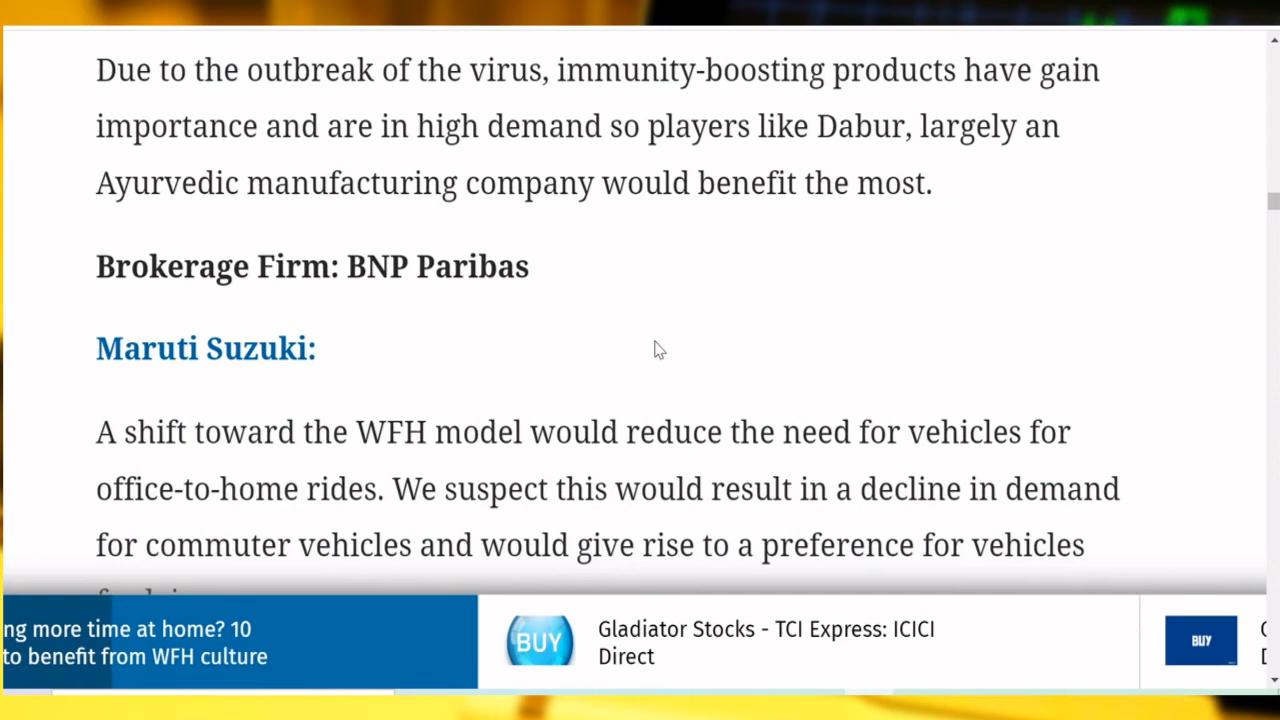 Due to the outbreak of the virus, immunity-boosting products have gain
importance and are in high demand so players like Dabur, largely an
Ayurvedic manufacturing company would benefit the most.
Brokerage Firm: BNP Paribas
Maruti Suzuki:
A shift toward the WFH model would reduce the need for vehicles for
office-to-home rides. We suspect this would result in a decline in demand
for commuter vehicles and would give rise to a preference for vehicles
ng more time at home? 10
to benefit from WFH culture
BUY
Gladiator Stocks - TCI Express: ICICI
Direct
BUY